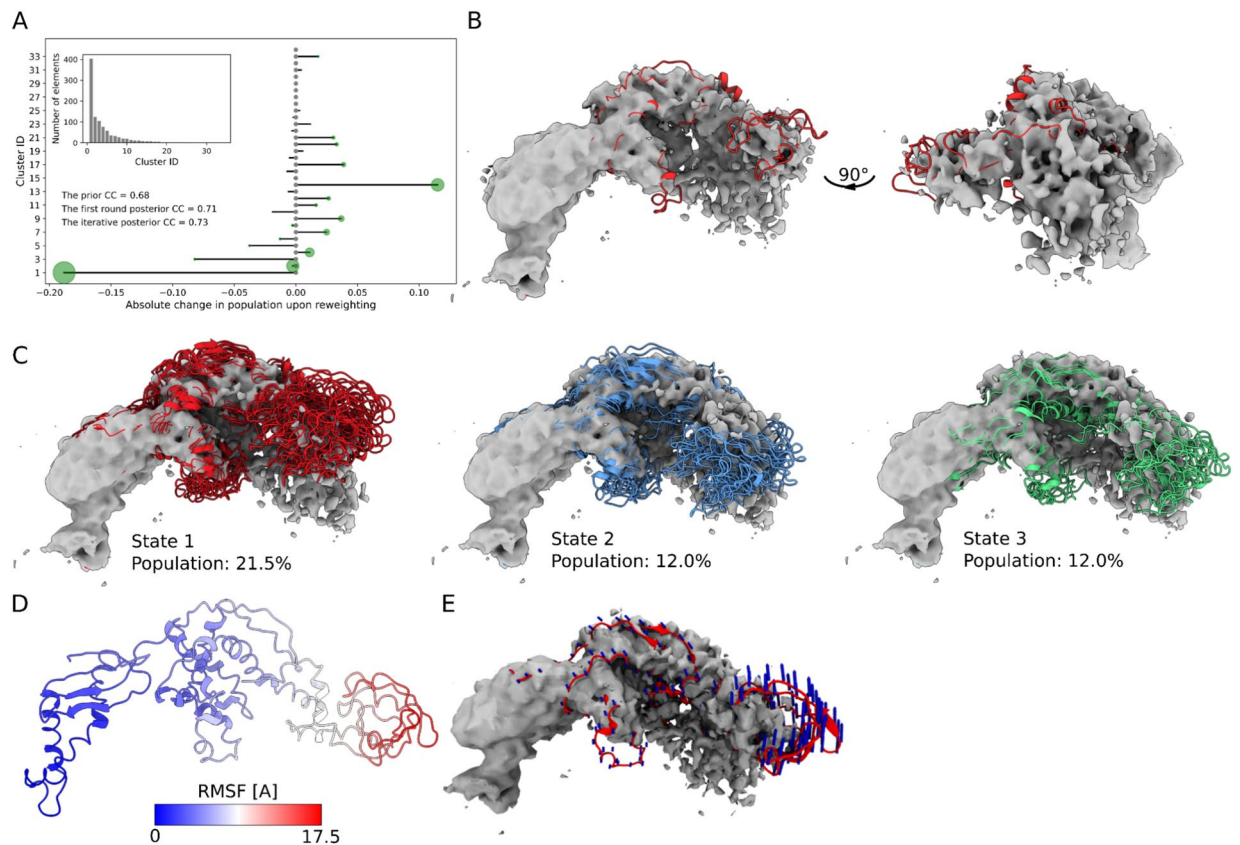 A
Number of elements
400
300
200
100
0
0
10
20
30
Cluster ID
The prior CC = 0.68
The first round posterior CC = 0.71
The iterative posterior CC = 0.73
Cluster ID
33
31
29
27
25
23
21
19
17
15
13
11
9
7
5
3
1
−0.20
−0.15
−0.10
−0.05
0.00
0.05
0.10
Absolute change in population upon reweighting
B
90°
C
State 1
Population: 21.5%
State 2
Population: 12.0%
State 3
Population: 12.0%
D
RMSF [A]
0
17.5
E